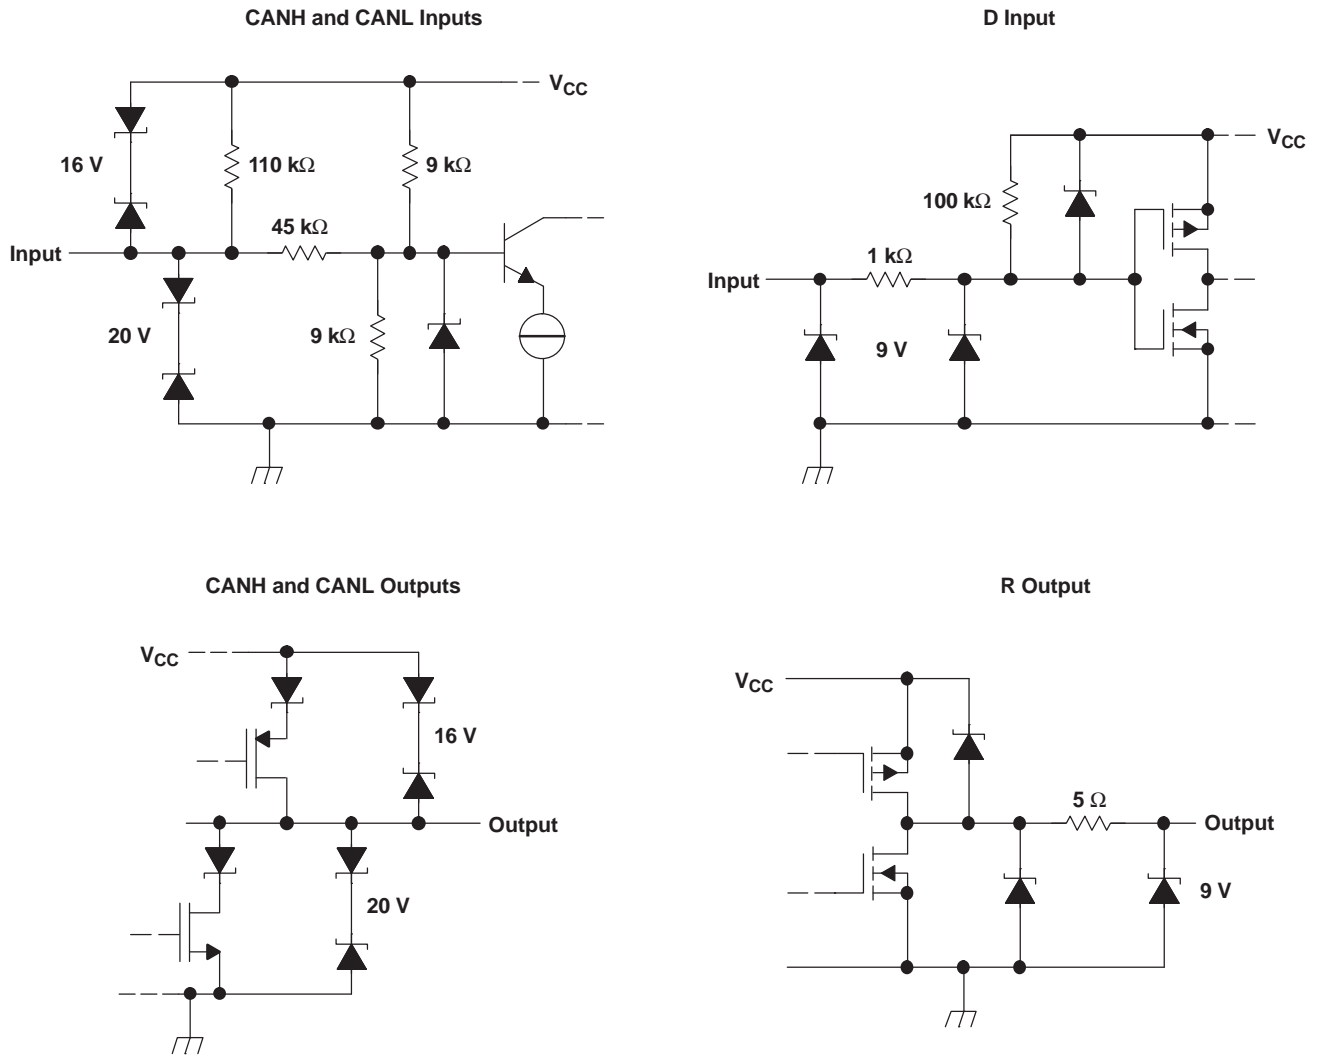 CANH and CANL Inputs
VCC
16 V
110 kΩ
9 kΩ
45 kΩ
Input
20 V
9 kΩ
D Input
VCC
100 kΩ
1 kΩ
Input
9 V
CANH and CANL Outputs
VCC
16 V
Output
20 V
R Output
VCC
5 Ω
Output
9 V